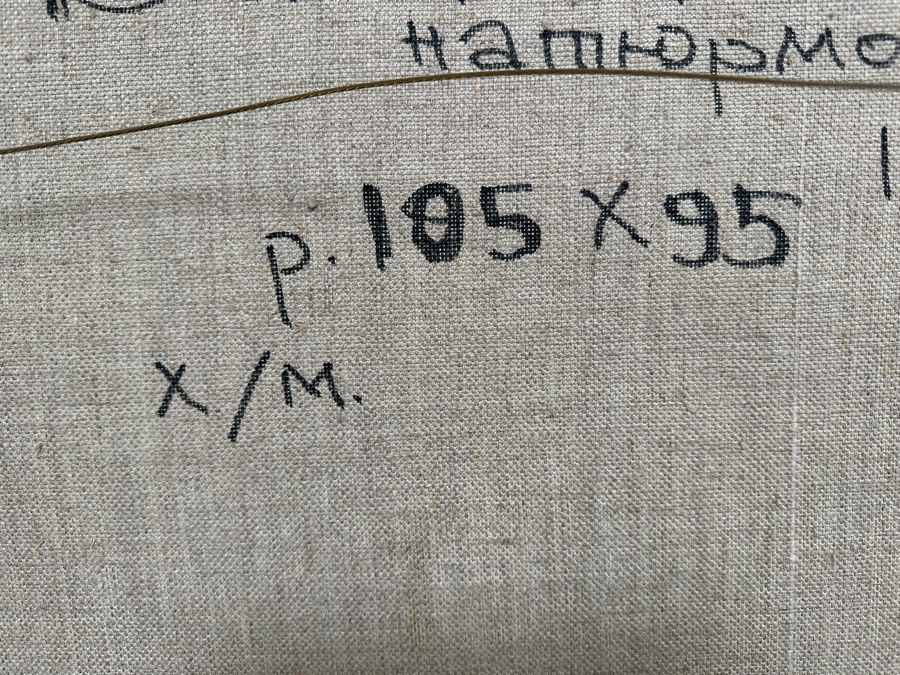 натюрмо
р. 105 х 95
х/м.